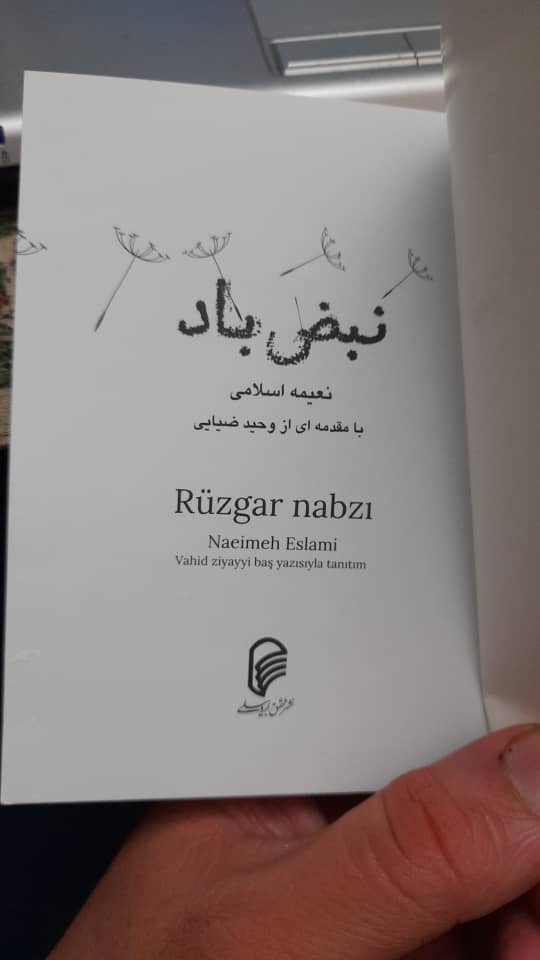 نبض باد
نعیمه اسلامی
با مقدمه ای از وحید ضیایی
Rüzgar nabzı
Naeimeh Eslami
Vahid ziyayyi baş yazısıyla tanıtım
نشر